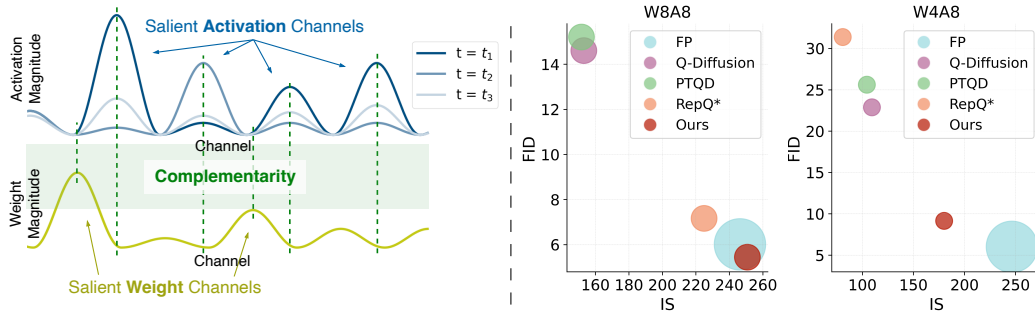 Salient Activation Channels
Activation
Magnitude
t = t₁
t = t₂
t = t₃
Channel
Complementarity
Weight
Magnitude
Channel
Salient Weight Channels
W8A8
FID
14
12
10
8
6
FP
Q-Diffusion
PTQD
RepQ*
Ours
160 180 200 220 240 260
IS
W4A8
FID
30
25
20
15
10
5
FP
Q-Diffusion
PTQD
RepQ*
Ours
100 150 200 250
IS